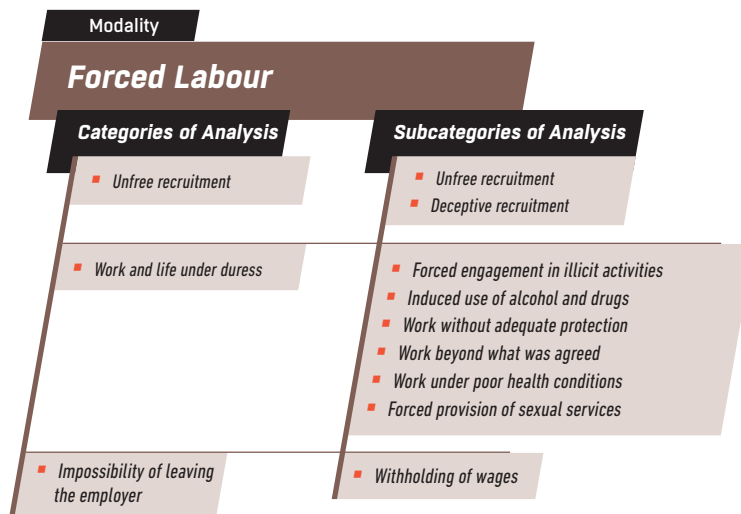 Modality
Forced Labour
Categories of Analysis
Subcategories of Analysis
▪ Unfree recruitment
▪ Unfree recruitment
▪ Deceptive recruitment
▪ Work and life under duress
▪ Forced engagement in illicit activities
▪ Induced use of alcohol and drugs
▪ Work without adequate protection
▪ Work beyond what was agreed
▪ Work under poor health conditions
▪ Forced provision of sexual services
▪ Impossibility of leaving
the employer
▪ Withholding of wages